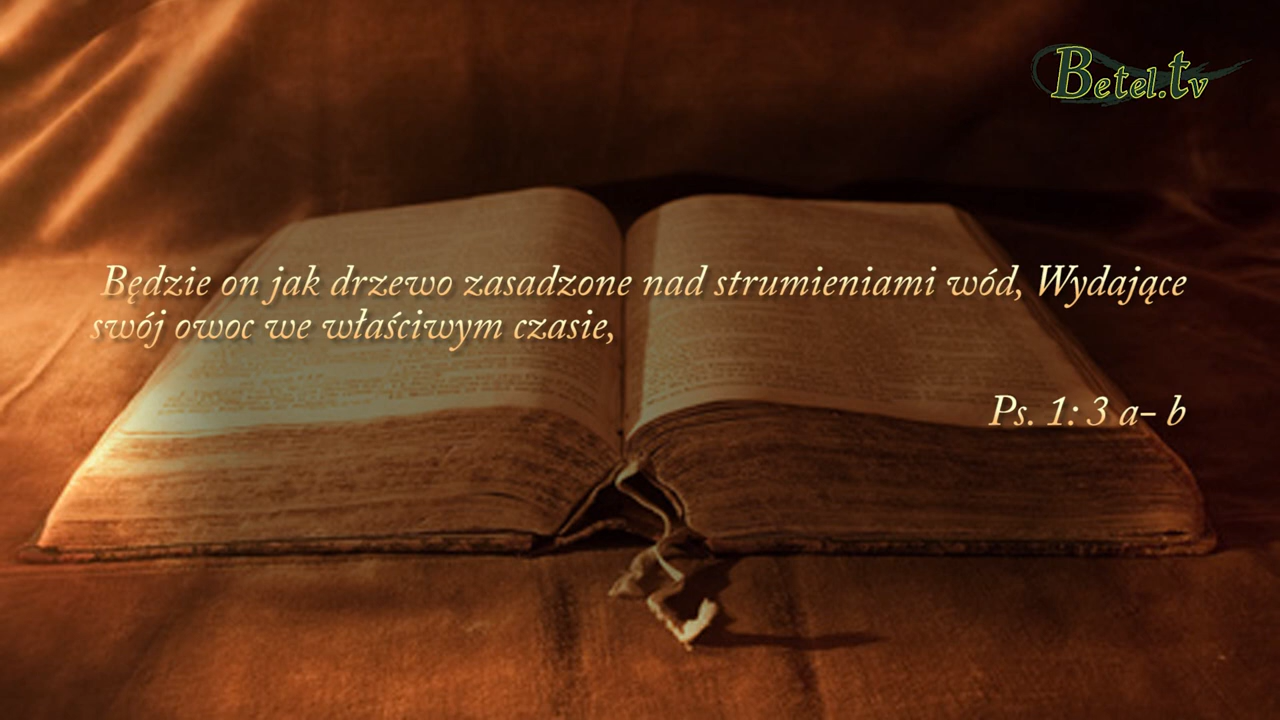 Betel.tv
Będzie on jak drzewo zasadzone nad strumieniami wód, Wydające
swój owoc we właściwym czasie,
Ps. 1: 3 a- b